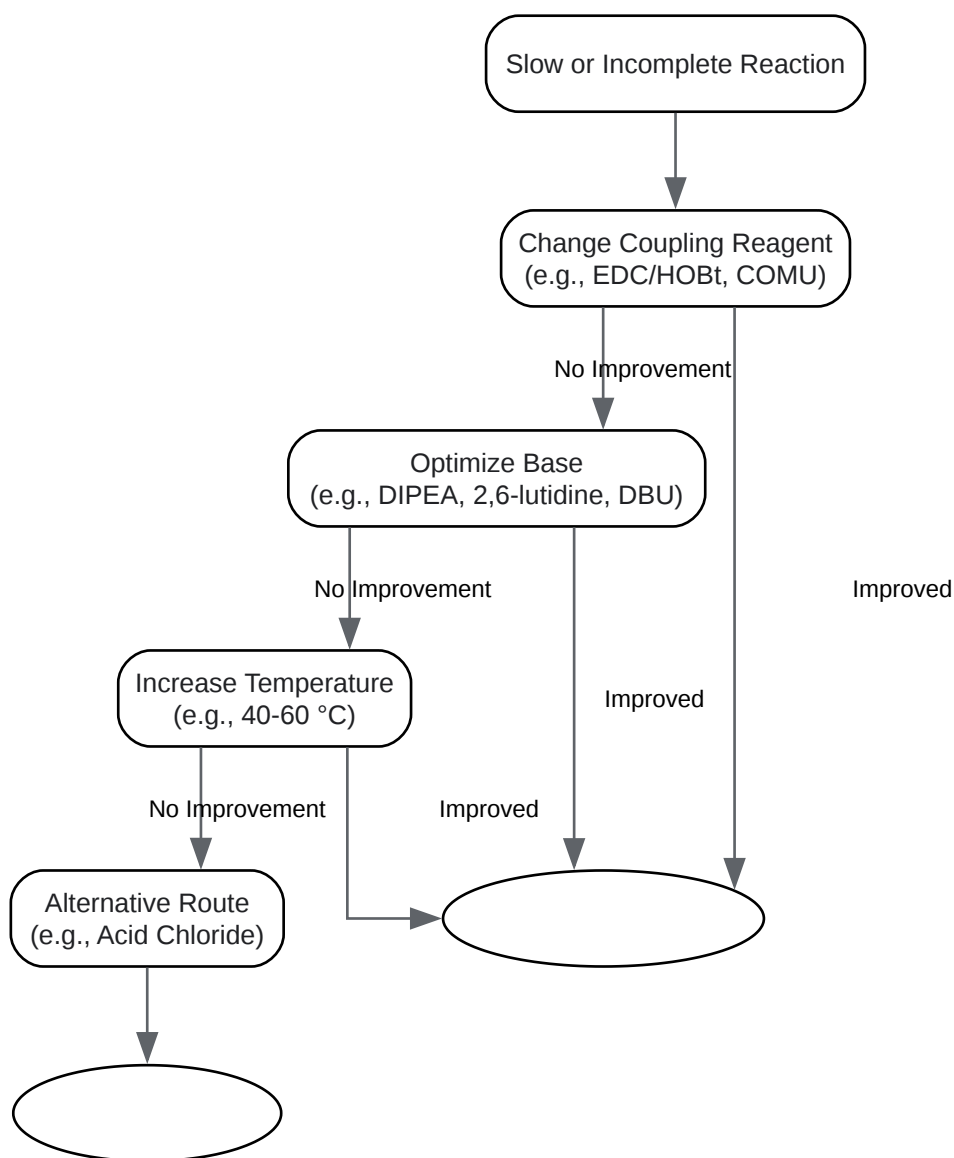 Slow or Incomplete Reaction
Change Coupling Reagent
(e.g., EDC/HOBt, COMU)
No Improvement
Optimize Base
(e.g., DIPEA, 2,6-lutidine, DBU)
No Improvement
Improved
Increase Temperature
(e.g., 40-60 °C)
Improved
No Improvement
Improved
Alternative Route
(e.g., Acid Chloride)